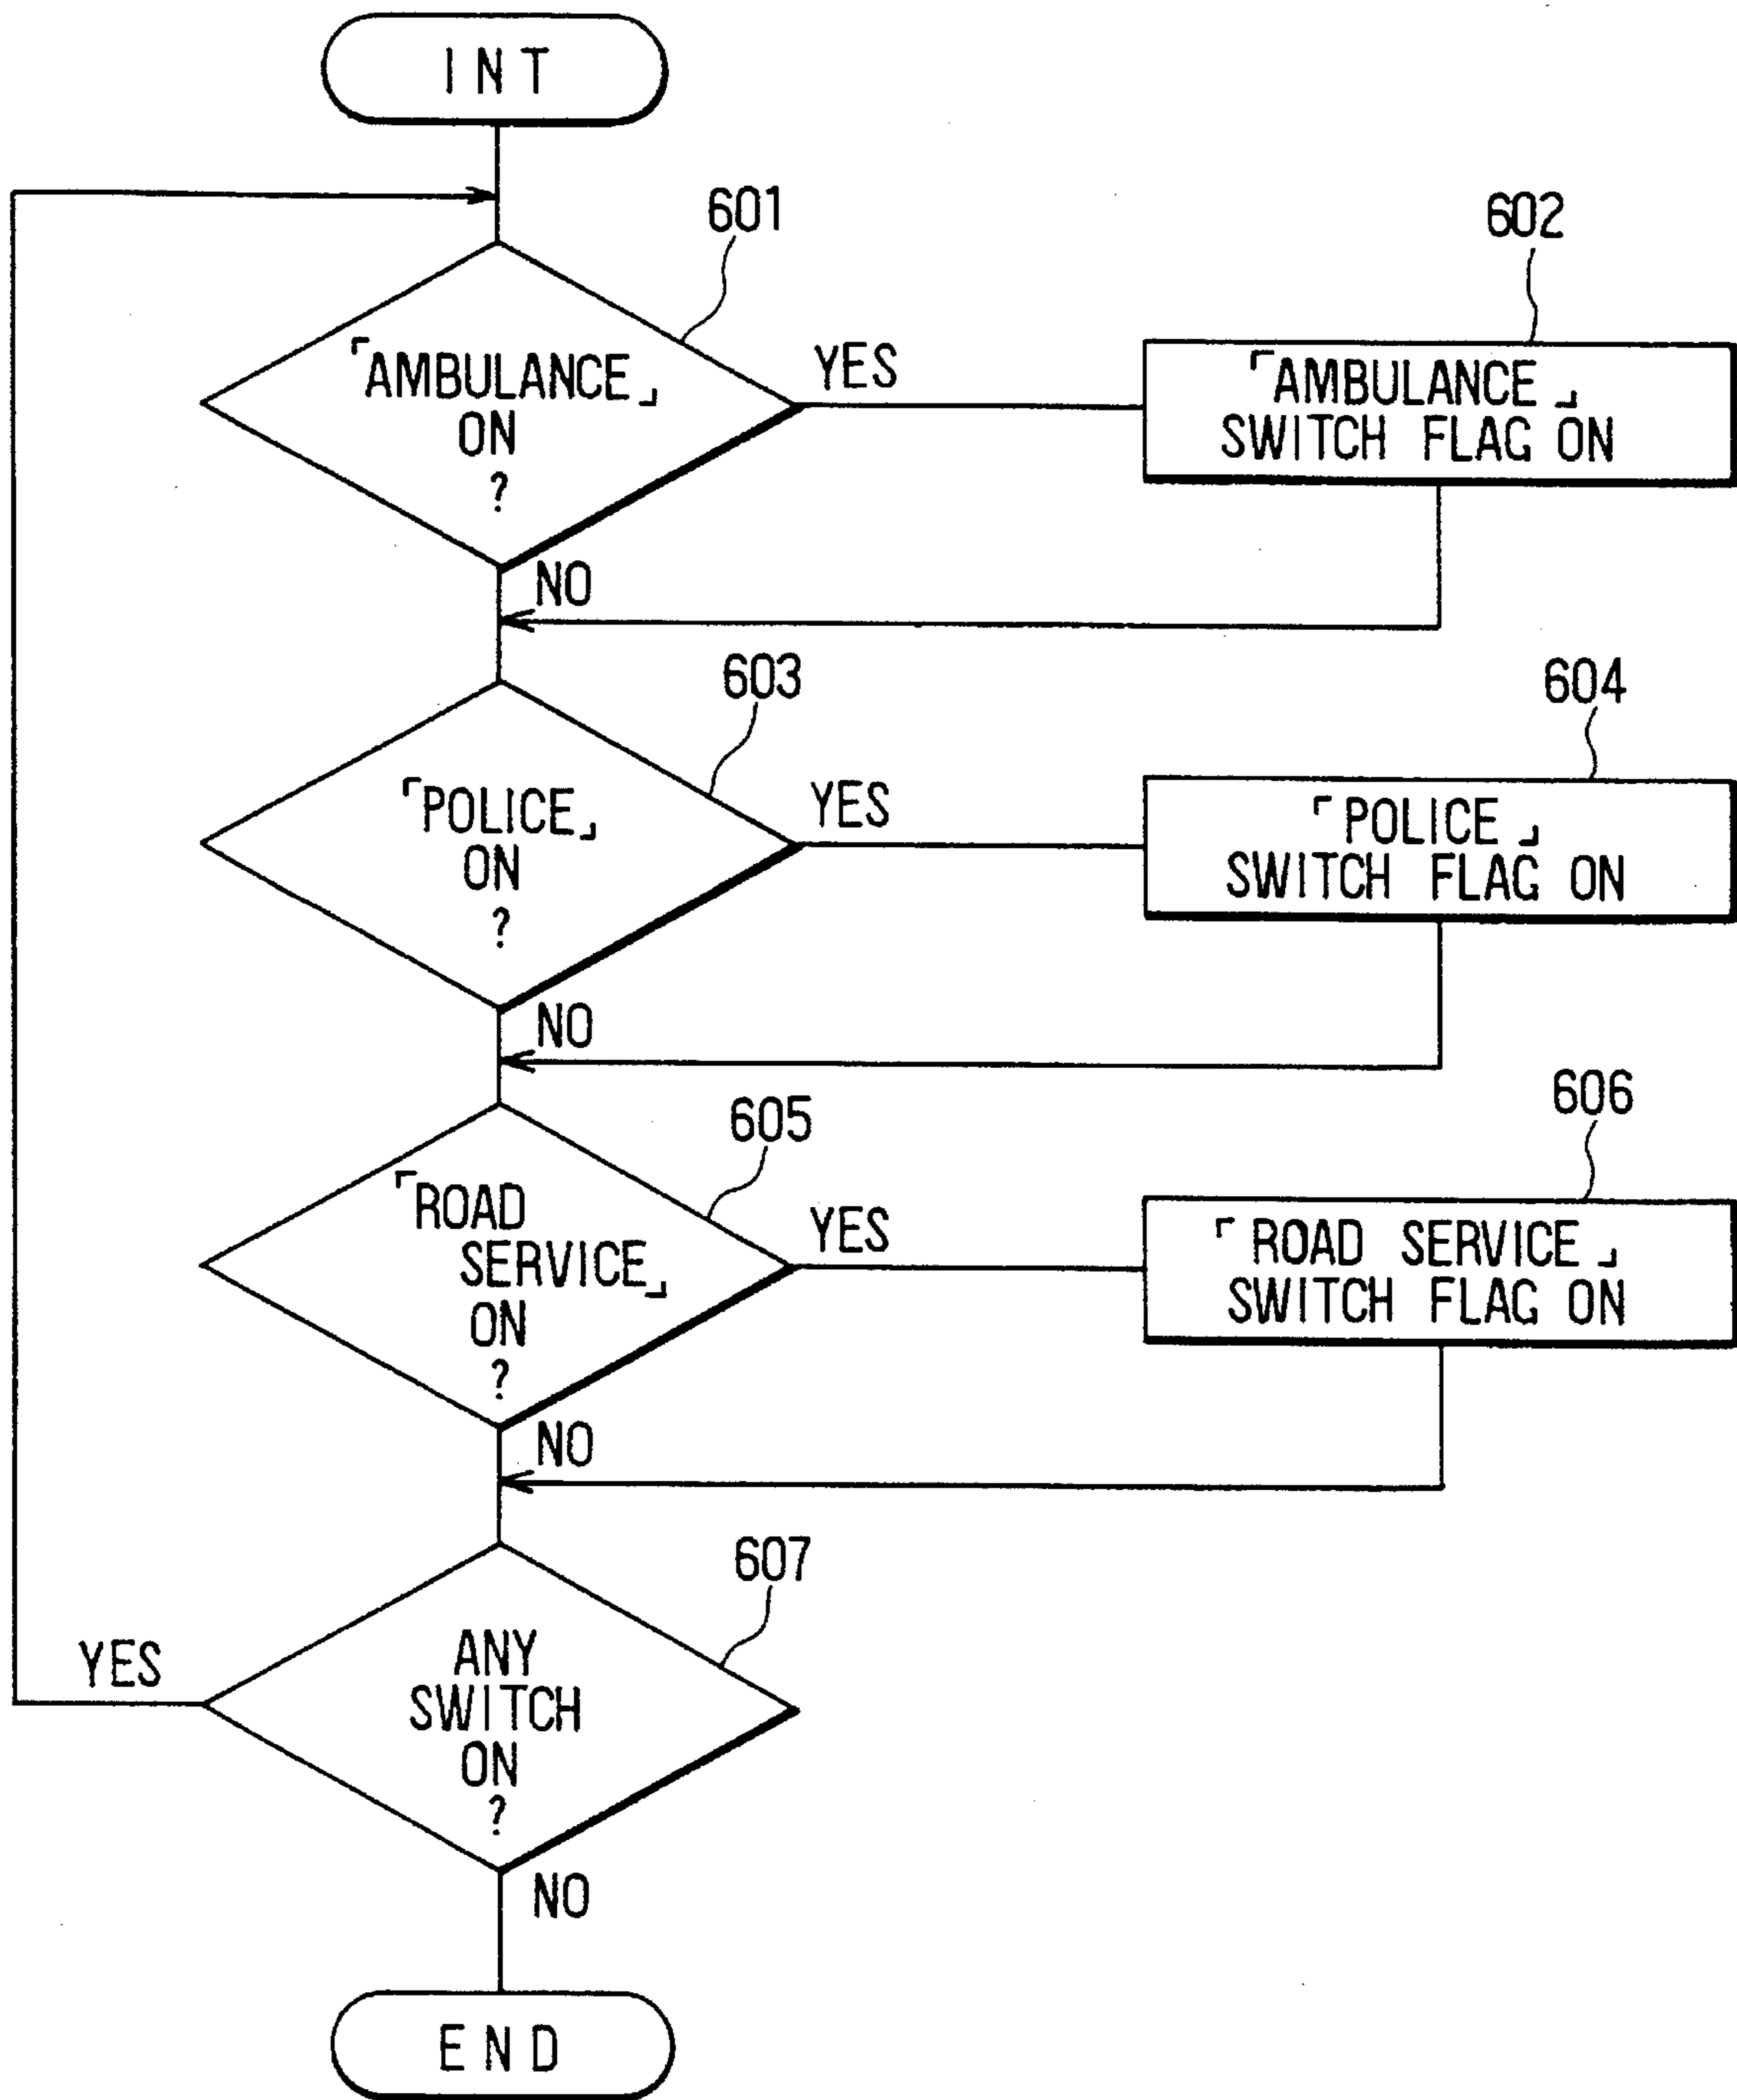 INT
601
602
「AMBULANCE」
ON
?
YES
「AMBULANCE」
SWITCH FLAG ON
NO
603
604
「POLICE」
ON
?
YES
「POLICE」
SWITCH FLAG ON
NO
605
606
「ROAD
SERVICE」
ON
?
YES
「ROAD SERVICE」
SWITCH FLAG ON
NO
607
YES
ANY
SWITCH
ON
?
NO
END